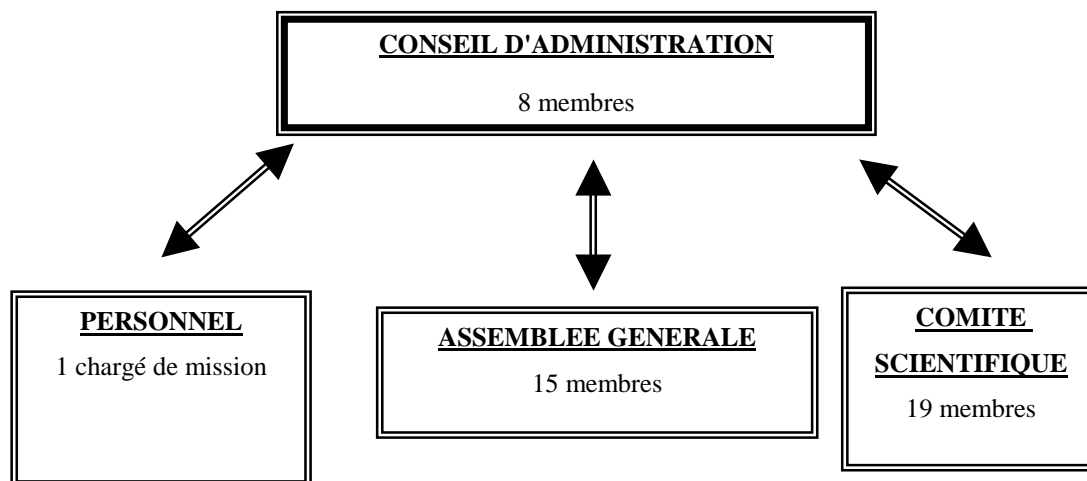 CONSEIL D'ADMINISTRATION
8 membres
PERSONNEL
1 chargé de mission
ASSEMBLEE GENERALE
15 membres
COMITE
SCIENTIFIQUE
19 membres